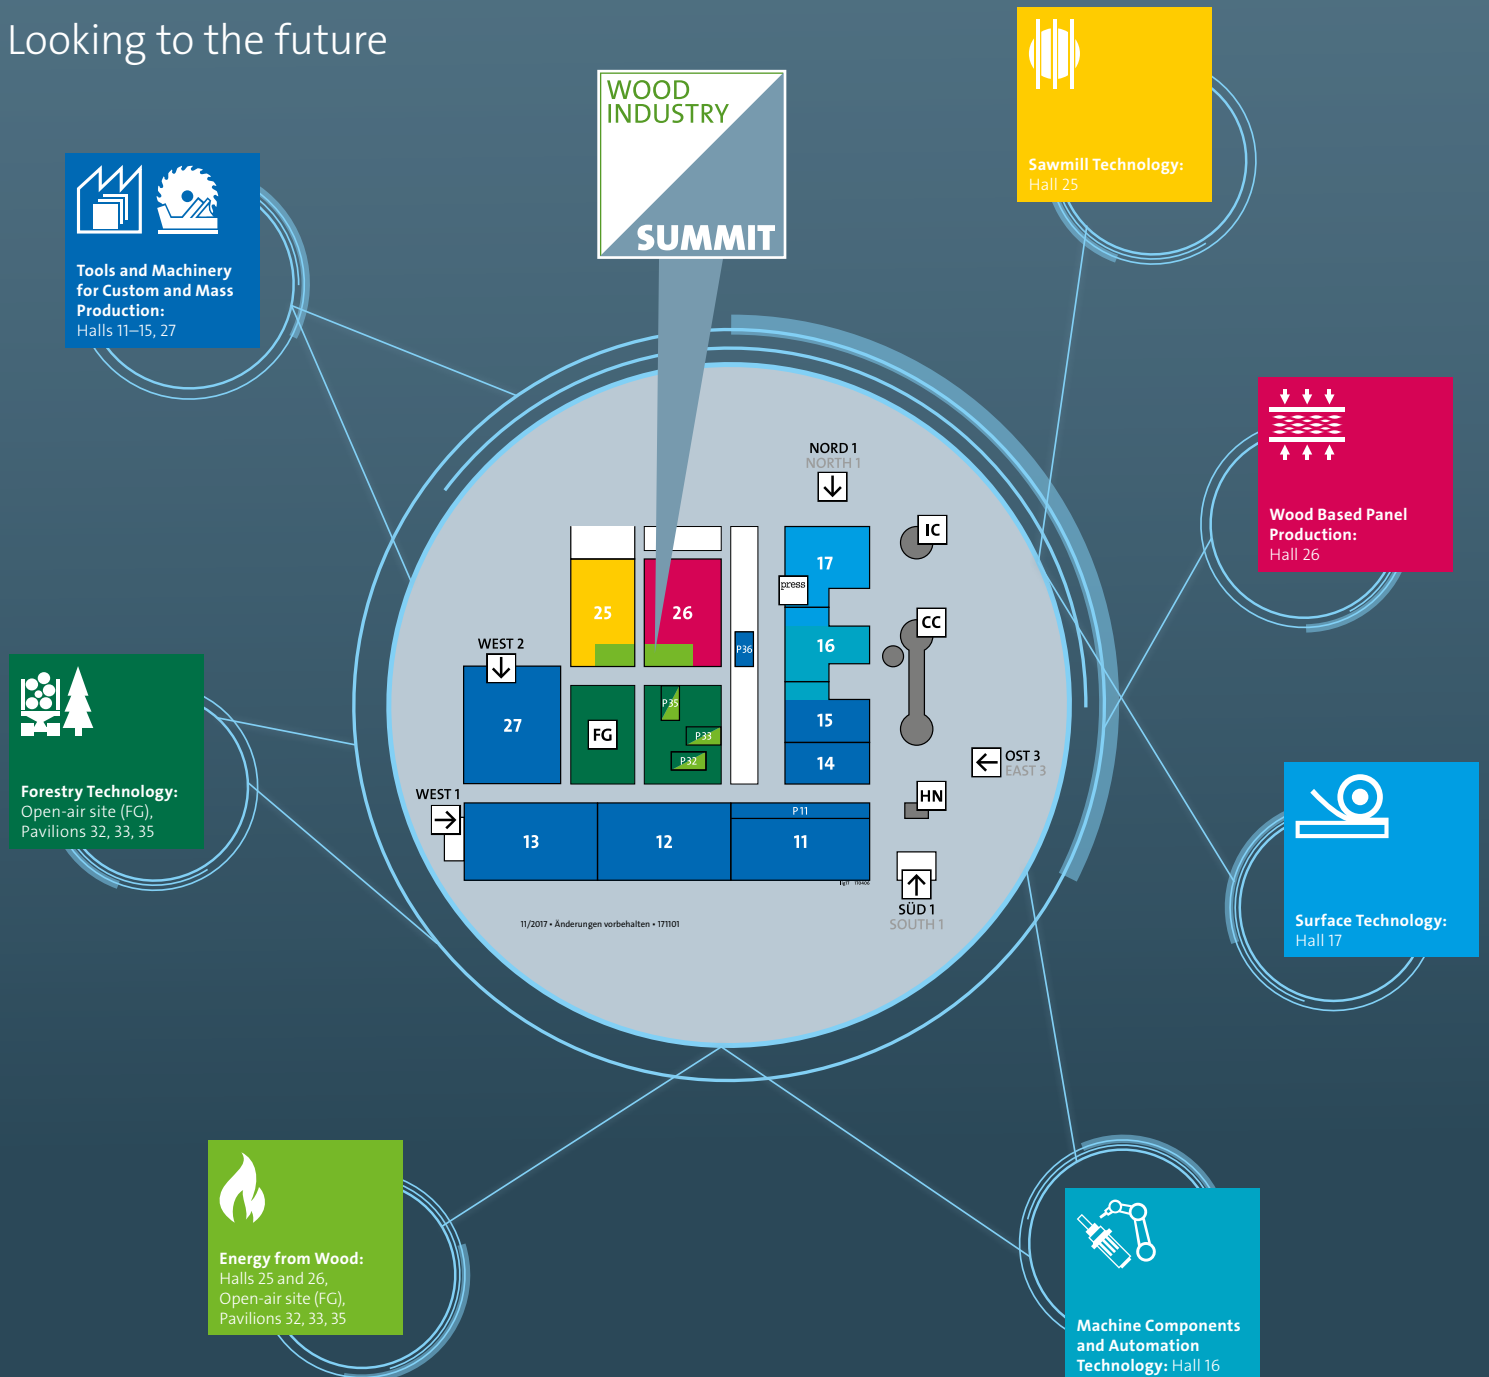 Looking to the future
WOOD
INDUSTRY
SUMMIT
Sawmill Technology:
Hall 25
Tools and Machinery
for Custom and Mass
Production:
Halls 11–15, 27
Wood Based Panel
Production:
Hall 26
NORD 1
NORTH 1
IC
17
press
25
26
CC
16
P36
WEST 2
27
FG
P35
P33
P32
15
14
OST 3
EAST 3
WEST 1
HN
P11
13
12
11
SÜD 1
SOUTH 1
11/2017 • Änderungen vorbehalten • 171101
Forestry Technology:
Open-air site (FG),
Pavilions 32, 33, 35
Surface Technology:
Hall 17
Energy from Wood:
Halls 25 and 26,
Open-air site (FG),
Pavilions 32, 33, 35
Machine Components
and Automation
Technology: Hall 16